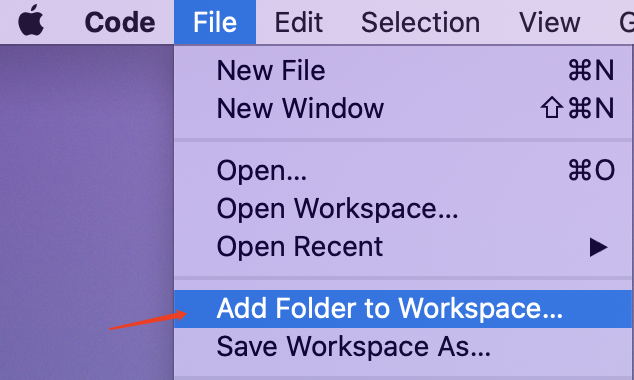 Code File Edit Selection View
New File ⌘N
New Window ⇧⌘N
Open... ⌘O
Open Workspace...
Open Recent ▶
Add Folder to Workspace...
Save Workspace As...